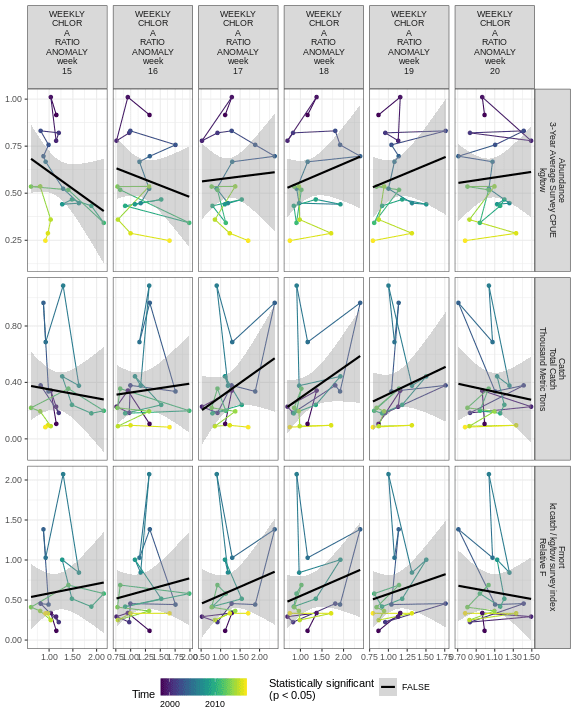 WEEKLY CHLOR A RATIO ANOMALY week 15
WEEKLY CHLOR A RATIO ANOMALY week 16
WEEKLY CHLOR A RATIO ANOMALY week 17
WEEKLY CHLOR A RATIO ANOMALY week 18
WEEKLY CHLOR A RATIO ANOMALY week 19
WEEKLY CHLOR A RATIO ANOMALY week 20
1.00
0.75
0.50
0.25
Abundance
3-Year Average Survey CPUE
kg/tow
0.80
0.40
0.00
Catch
Total Catch
Thousand Metric Tons
2.00
1.50
1.00
0.50
0.00
Fmort
kt catch / kg/tow survey index
Relative F
1.00 1.50 2.00
0.75 1.00 1.25 1.50 1.75 2.00
0.50 1.00 1.50 2.00
1.00 1.50 2.00
0.75 1.00 1.25 1.50 1.75
0.70 0.90 1.10 1.30 1.50
Time
2000 2010
Statistically significant
(p < 0.05)
FALSE